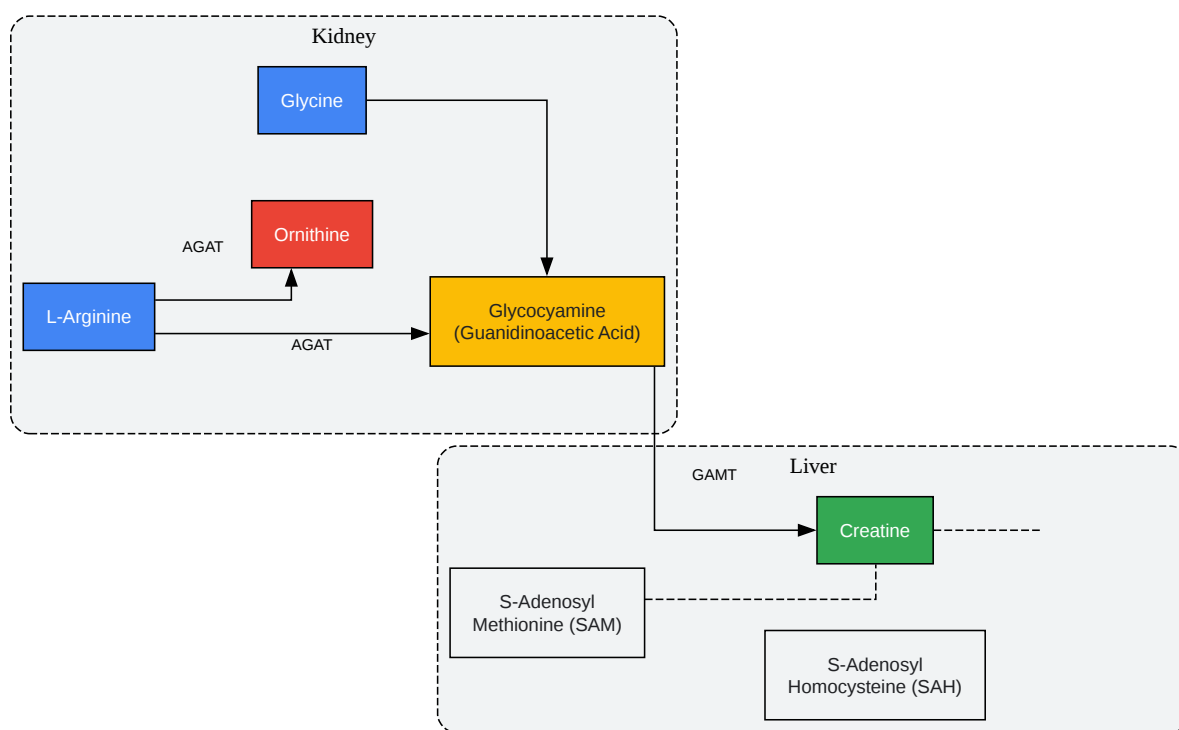 Kidney
Glycine
Ornithine
AGAT
L-Arginine
Glycocyamine
(Guanidinoacetic Acid)
AGAT
Liver
GAMT
Creatine
S-Adenosyl
Methionine (SAM)
S-Adenosyl
Homocysteine (SAH)